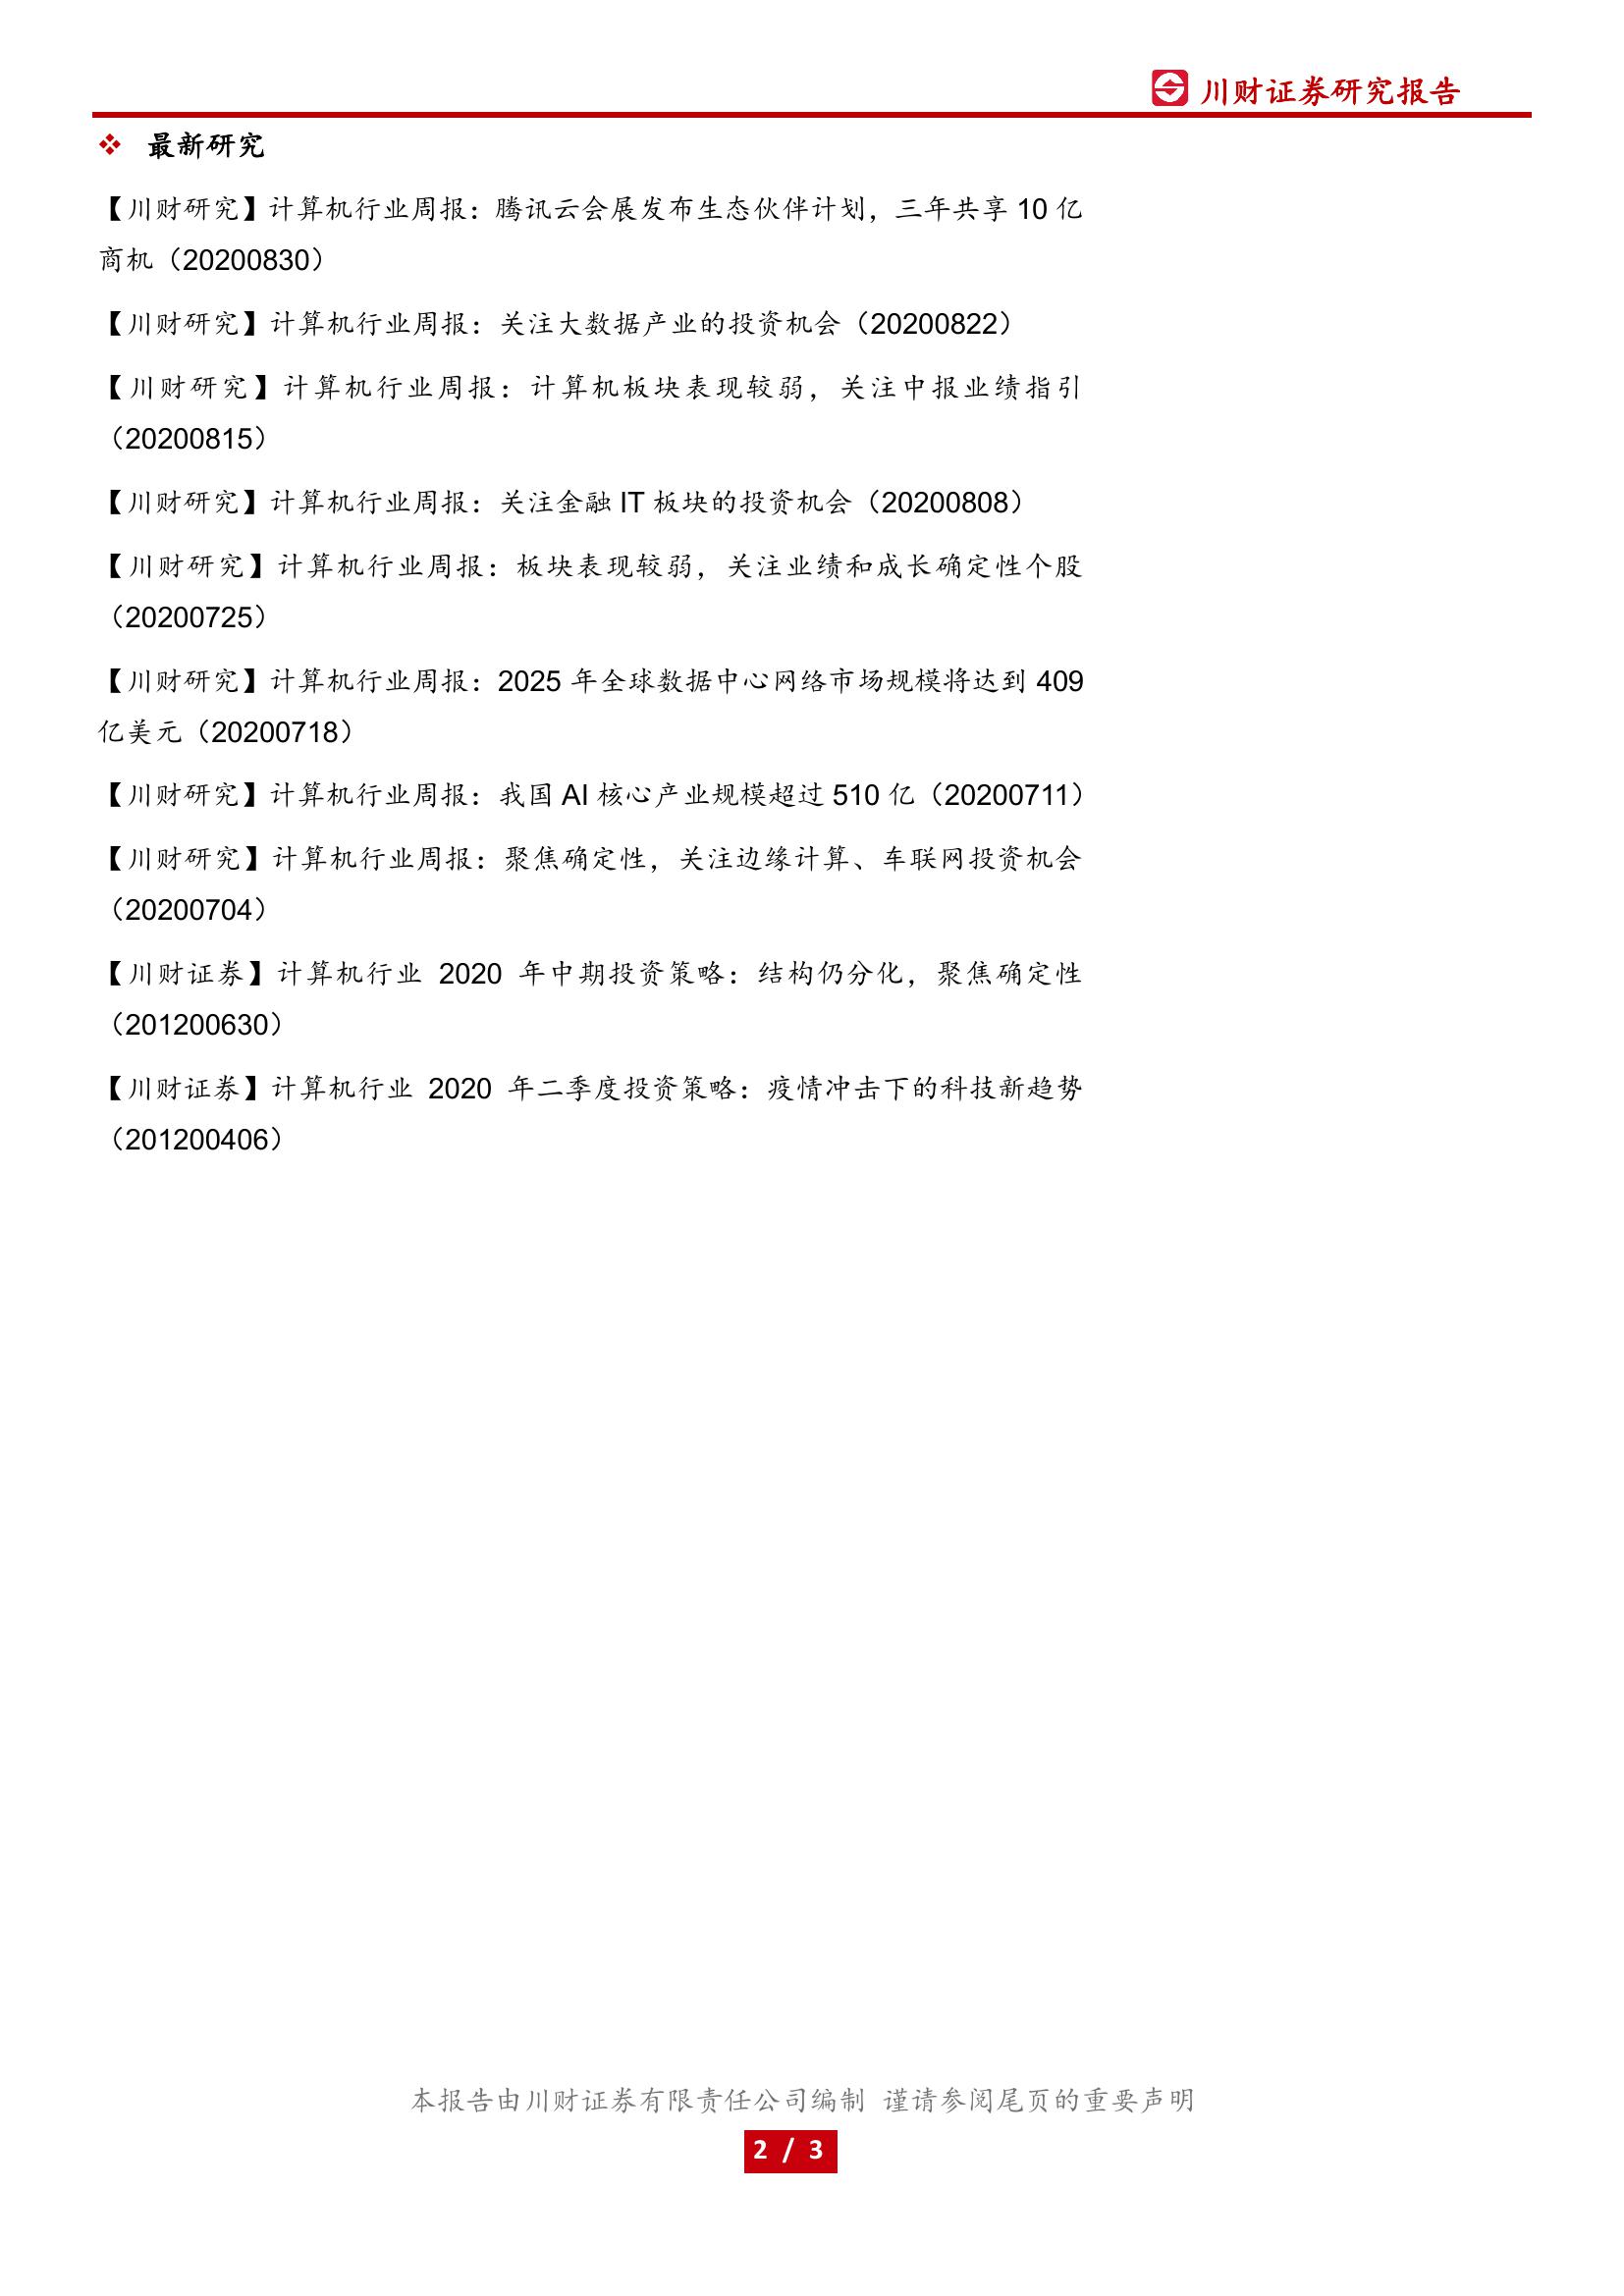 川财证券研究报告
❖ 最新研究
【川财研究】计算机行业周报：腾讯云会展发布生态伙伴计划，三年共享 10 亿
商机（20200830）
【川财研究】计算机行业周报：关注大数据产业的投资机会（20200822）
【川财研究】计算机行业周报：计算机板块表现较弱，关注中报业绩指引
（20200815）
【川财研究】计算机行业周报：关注金融 IT 板块的投资机会（20200808）
【川财研究】计算机行业周报：板块表现较弱，关注业绩和成长确定性个股
（20200725）
【川财研究】计算机行业周报：2025 年全球数据中心网络市场规模将达到 409
亿美元（20200718）
【川财研究】计算机行业周报：我国 AI 核心产业规模超过 510 亿（20200711）
【川财研究】计算机行业周报：聚焦确定性，关注边缘计算、车联网投资机会
（20200704）
【川财证券】计算机行业 2020 年中期投资策略：结构仍分化，聚焦确定性
（201200630）
【川财证券】计算机行业 2020 年二季度投资策略：疫情冲击下的科技新趋势
（201200406）
本报告由川财证券有限责任公司编制 谨请参阅尾页的重要声明
2 / 3